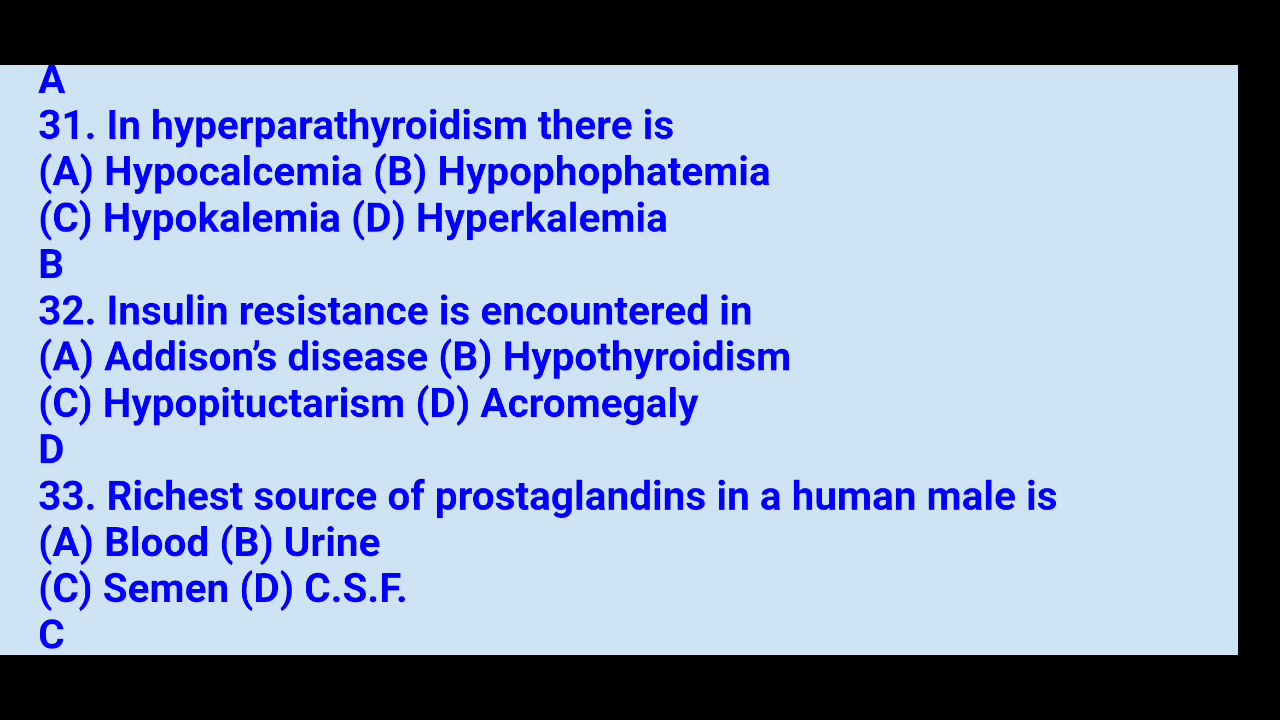 A
31. In hyperparathyroidism there is
(A) Hypocalcemia (B) Hypophophatemia
(C) Hypokalemia (D) Hyperkalemia
B
32. Insulin resistance is encountered in
(A) Addison’s disease (B) Hypothyroidism
(C) Hypopituctarism (D) Acromegaly
D
33. Richest source of prostaglandins in a human male is
(A) Blood (B) Urine
(C) Semen (D) C.S.F.
C